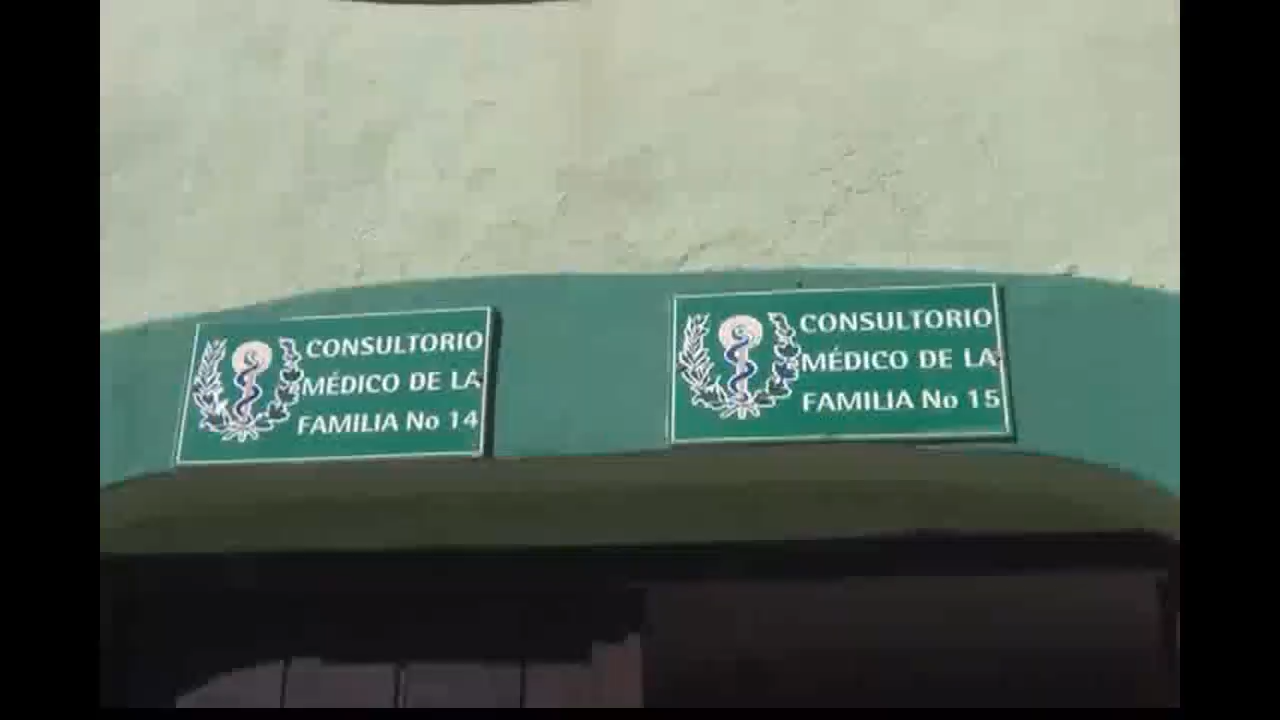 CONSULTORIO
MÉDICO DE LA
FAMILIA No 14
CONSULTORIO
MÉDICO DE LA
FAMILIA No 15